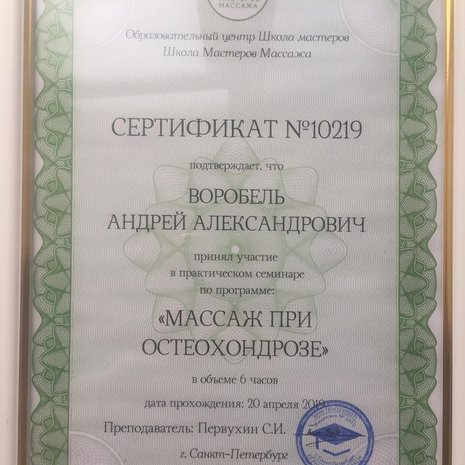 МАССАЖА
Образовательный центр Школа мастеров
Школа Мастеров Массажа
СЕРТИФИКАТ №10219
подтверждает, что
ВОРОБЕЛЬ
АНДРЕЙ АЛЕКСАНДРОВИЧ
принял участие
в практическом семинаре
по программе:
«МАССАЖ ПРИ
ОСТЕОХОНДРОЗЕ»
в объеме 6 часов
дата прохождения: 20 апреля
Преподаватель: Первухин С.И.
г. Санкт-Петербург